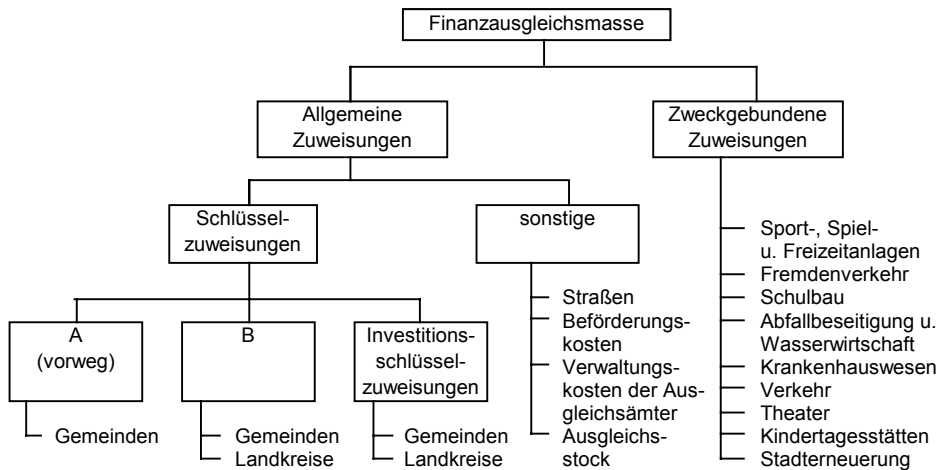 Finanzausgleichsmasse
Allgemeine
Zuweisungen
Zweckgebundene
Zuweisungen
Schlüssel-
zuweisungen
sonstige
A
(vorweg)
B
Investitions-
schlüssel-
zuweisungen
Gemeinden
Gemeinden
Landkreise
Gemeinden
Landkreise
Straßen
Beförderungs-
kosten
Verwaltungs-
kosten der Aus-
gleichsämter
Ausgleichs-
stock
Sport-, Spiel-
u. Freizeitanlagen
Fremdenverkehr
Schulbau
Abfallbeseitigung u.
Wasserwirtschaft
Krankenhauswesen
Verkehr
Theater
Kindertagesstätten
Stadterneuerung